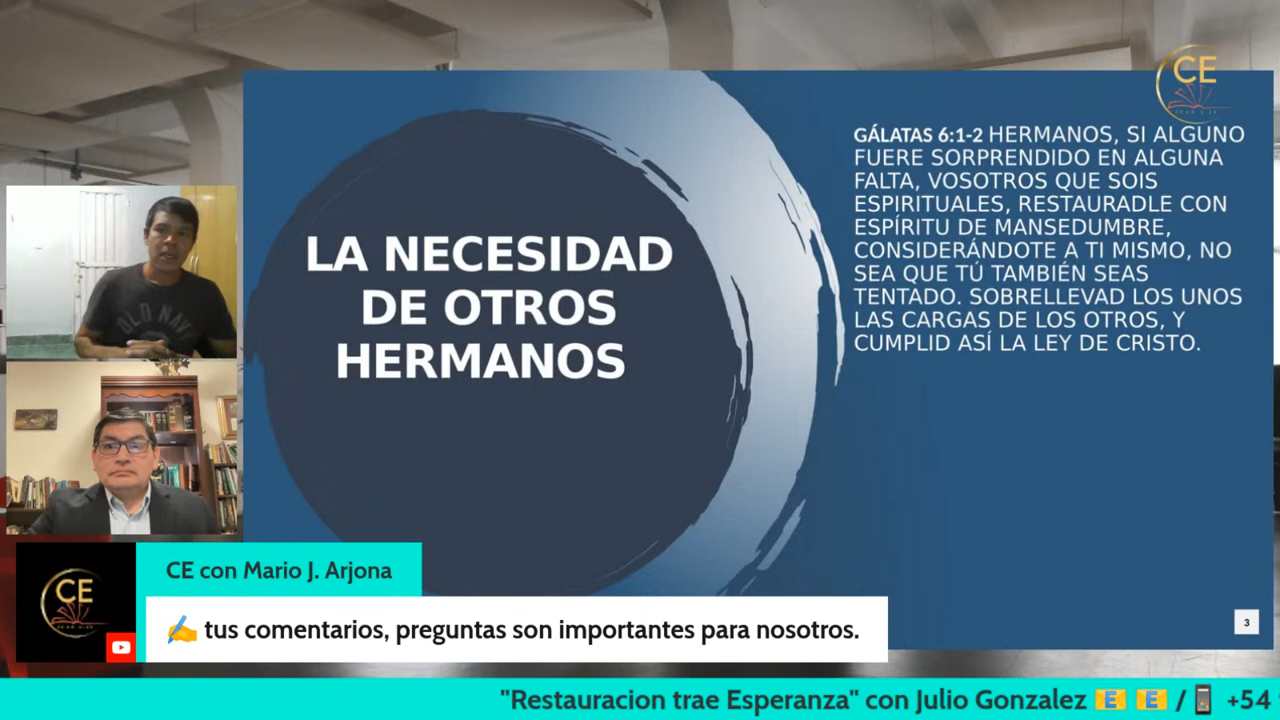 CE
GÁLATAS 6:1-2 HERMANOS, SI ALGUNO
FUERE SORPRENDIDO EN ALGUNA
FALTA, VOSOTROS QUE SOIS
ESPIRITUALES, RESTAURADLE CON
ESPÍRITU DE MANSEDUMBRE,
CONSIDERÁNDOTE A TI MISMO, NO
SEA QUE TÚ TAMBIÉN SEAS
TENTADO. SOBRELLEVAD LOS UNOS
LAS CARGAS DE LOS OTROS, Y
CUMPLID ASÍ LA LEY DE CRISTO.
LA NECESIDAD
DE OTROS
HERMANOS
OLD NAVY
CE
CE con Mario J. Arjona
✍️ tus comentarios, preguntas son importantes para nosotros.
3
"Restauracion trae Esperanza" con Julio Gonzalez 📧 📧 / 📱 +54